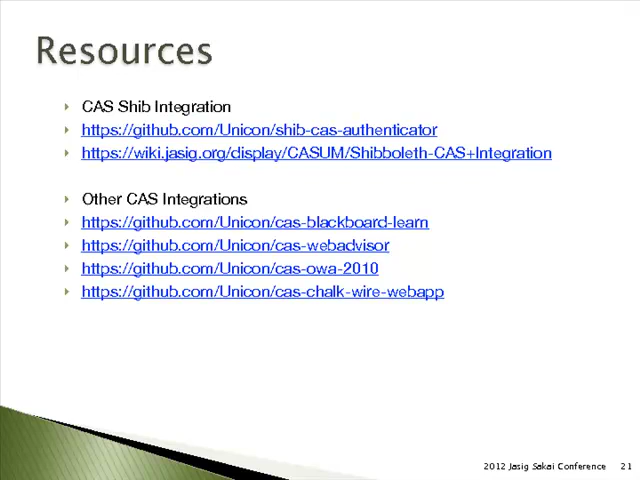 Resources
CAS Shib Integration
https://github.com/Unicon/shib-cas-authenticator
https://wiki.jasig.org/display/CASUM/Shibboleth-CAS+Integration
Other CAS Integrations
https://github.com/Unicon/cas-blackboard-learn
https://github.com/Unicon/cas-webadvisor
https://github.com/Unicon/cas-owa-2010
https://github.com/Unicon/cas-chalk-wire-webapp
2012 Jasig Sakai Conference 21